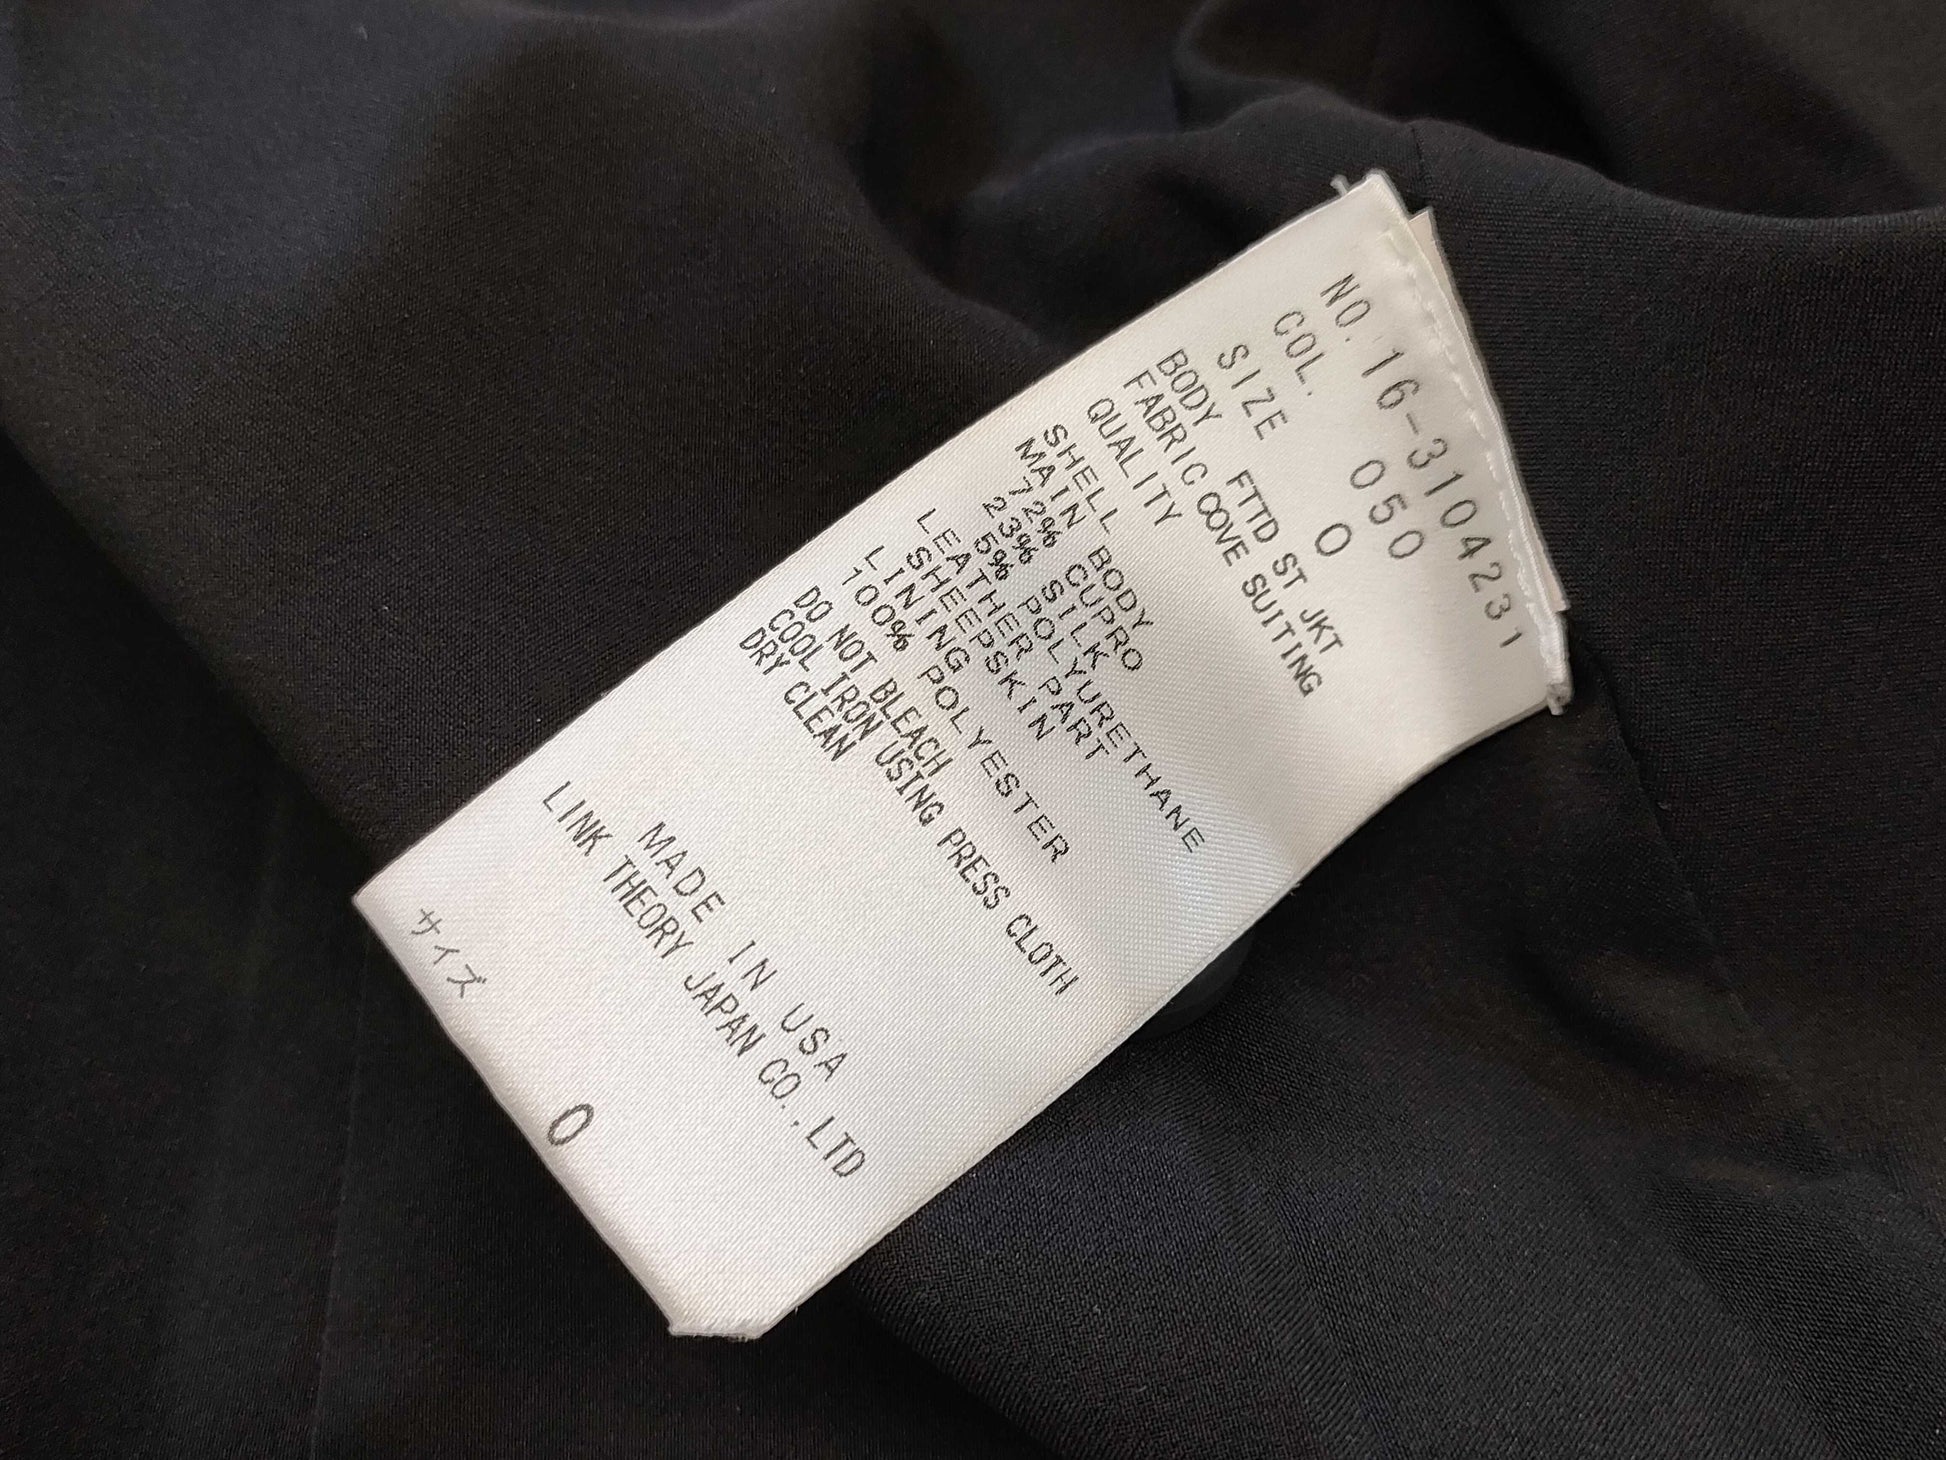 NO. 16-3104231
COL. 050
SIZE 0
BODY FTTD ST JKT
FABRIC COVE SUITING
QUALITY
SHELL
MAIN BODY
72% CUPRO
23% SILK
5% POLYURETHANE
LEATHER PART
SHEEPSKIN
LINING
100% POLYESTER
DO NOT BLEACH
COOL IRON USING PRESS CLOTH
DRY CLEAN
MADE IN USA
LINK THEORY JAPAN CO.,LTD
サイズ 0